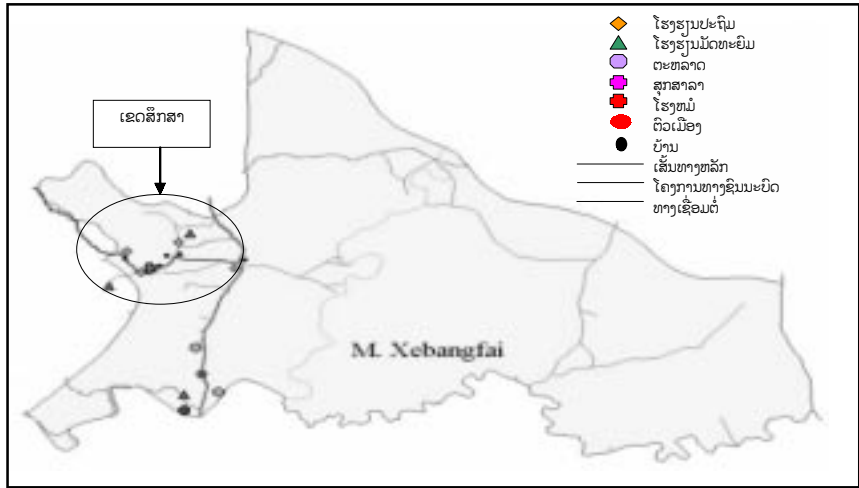 ໂຮງຮຽນປະຖົມ
ໂຮງຮຽນມັດທະຍົມ
ຕະຫລາດ
ສຸກສາລາ
ໂຮງຫມໍ
ຕົວເມືອງ
ບ້ານ
ເສັ້ນທາງຫລັກ
ໂຄງການທາງຊົນນະບົດ
ທາງເຊື່ອມຕໍ່
ເຂດສຶກສາ
M. Xebangfai